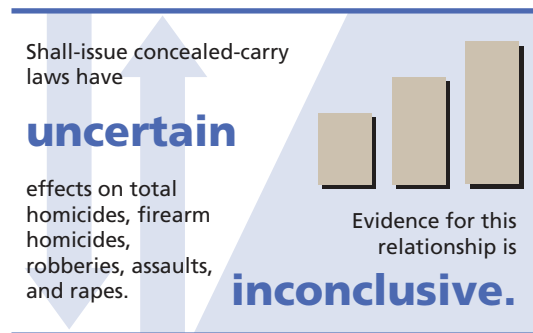 Shall-issue concealed-carry
laws have
uncertain
effects on total
homicides, firearm
homicides,
robberies, assaults,
and rapes.
Evidence for this
relationship is
inconclusive.